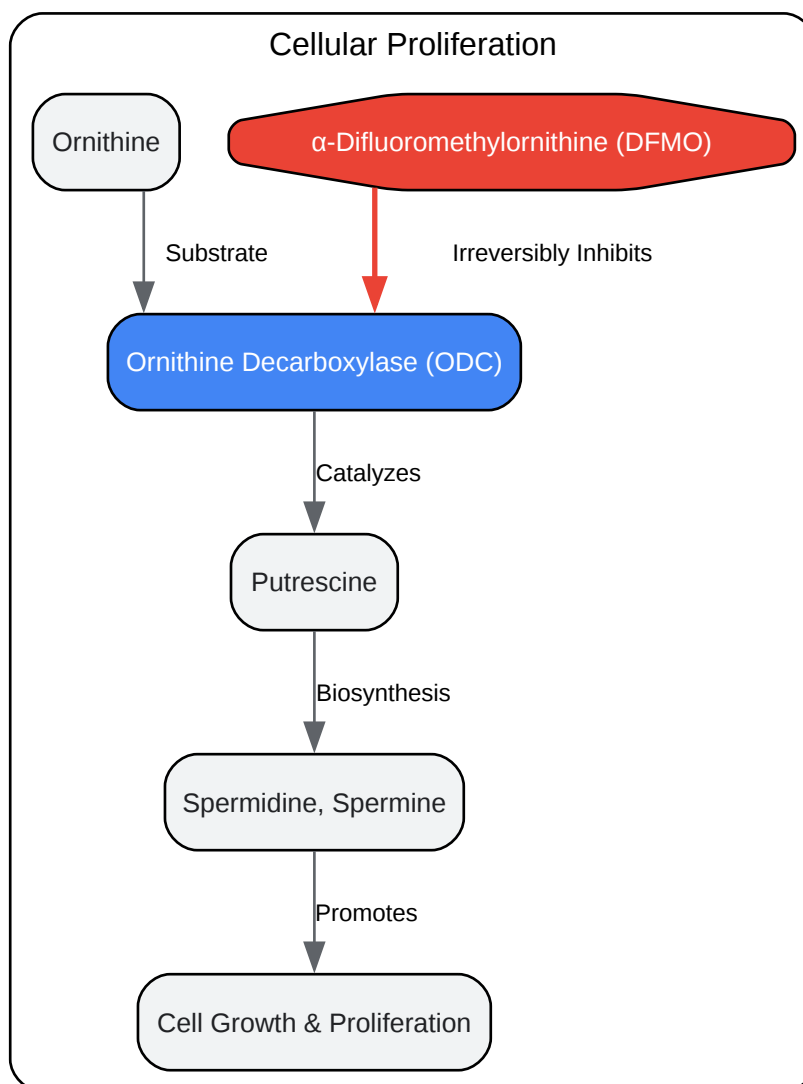 Cellular Proliferation
Ornithine
α-Difluoromethylornithine (DFMO)
Substrate
Irreversibly Inhibits
Ornithine Decarboxylase (ODC)
Catalyzes
Putrescine
Biosynthesis
Spermidine, Spermine
Promotes
Cell Growth & Proliferation